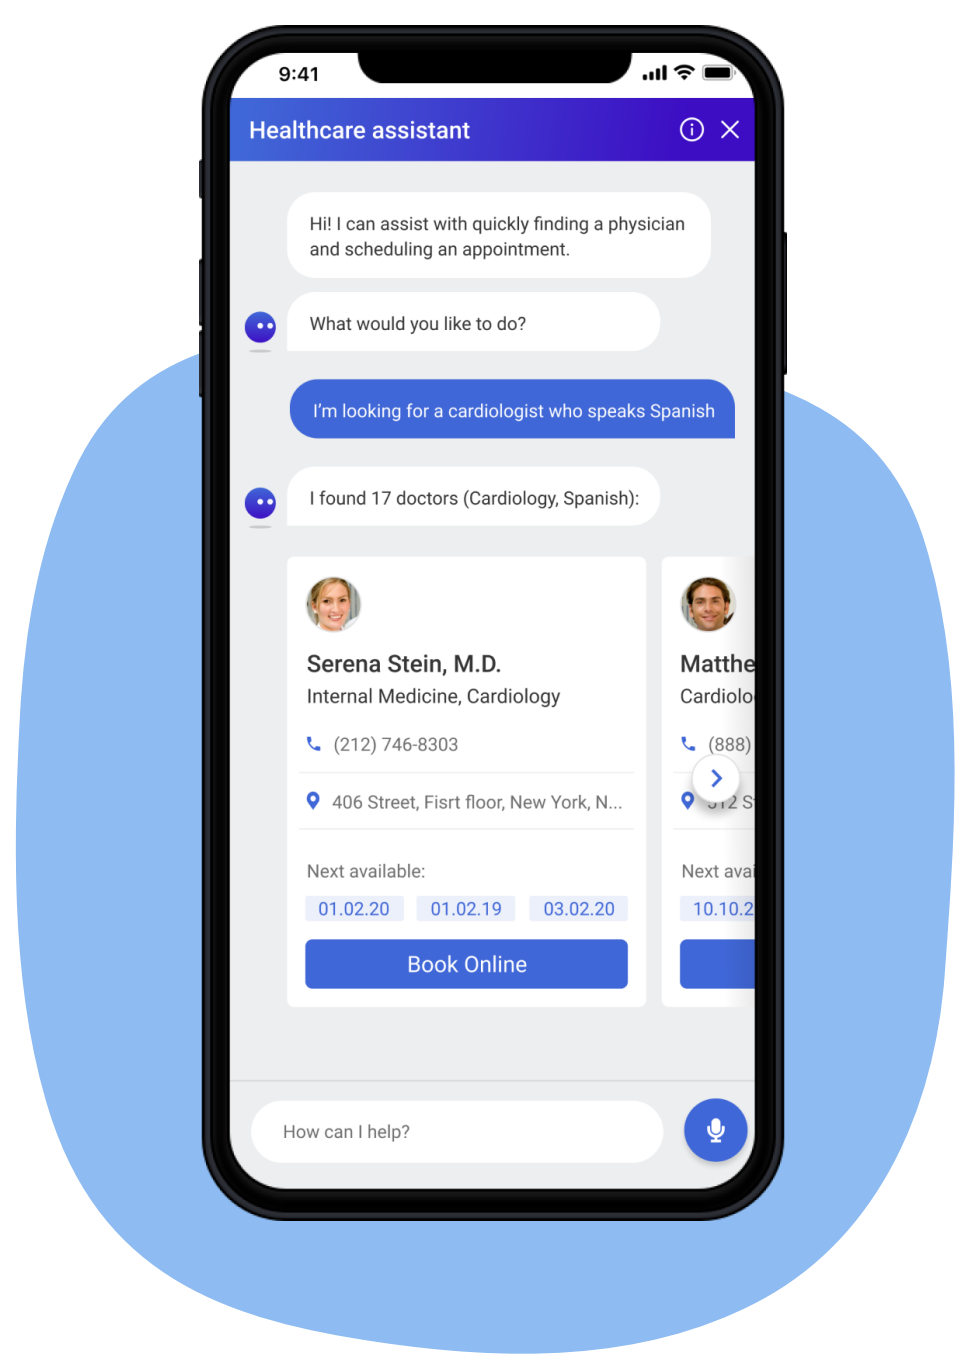 9:41
Healthcare assistant
Hi! I can assist with quickly finding a physician
and scheduling an appointment.
What would you like to do?
I'm looking for a cardiologist who speaks Spanish
I found 17 doctors (Cardiology, Spanish):
Serena Stein, M.D.
Internal Medicine, Cardiology
(212) 746-8303
406 Street, Fisrt floor, New York, N...
Next available:
01.02.20 01.02.19 03.02.20
Book Online
Matthe
Cardiolo
(888)
Next avai
10.10.2
How can I help?